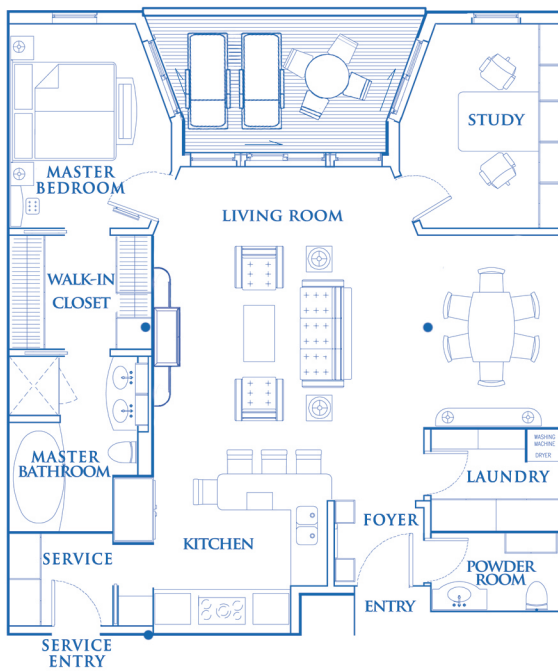 STUDY
MASTER
BEDROOM
LIVING ROOM
WALK-IN
CLOSET
WASHING
MACHINE
DRYER
MASTER
BATHROOM
LAUNDRY
FOYER
KITCHEN
SERVICE
POWDER
ROOM
ENTRY
SERVICE
ENTRY